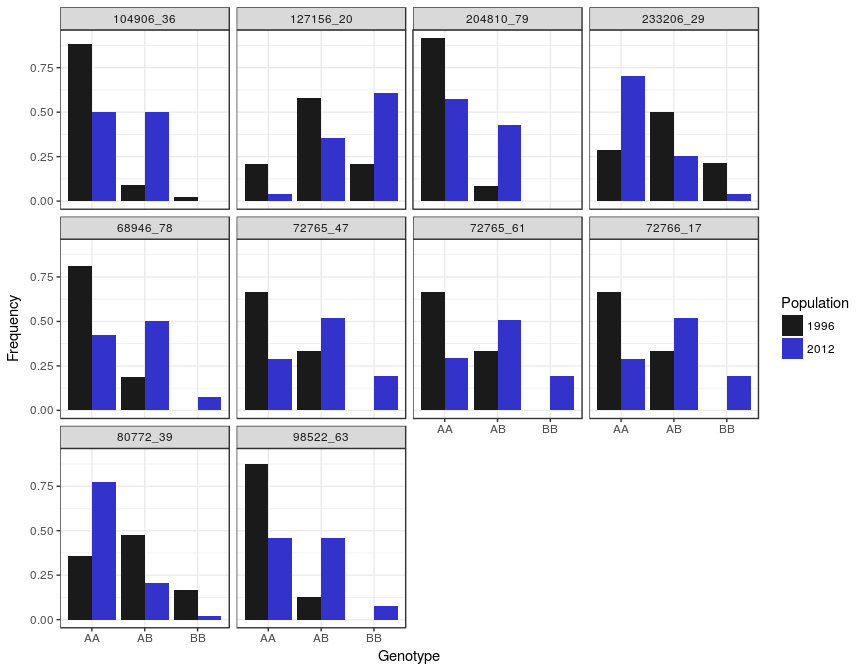 104906_36 127156_20 204810_79 233206_29
0.75
0.50
0.25
0.00
68946_78 72765_47 72765_61 72766_17
0.75
0.50
0.25
0.00
AA AB BB AA AB BB
80772_39 98522_63
0.75
0.50
0.25
0.00
AA AB BB AA AB BB
Genotype
Frequency
Population
1996
2012